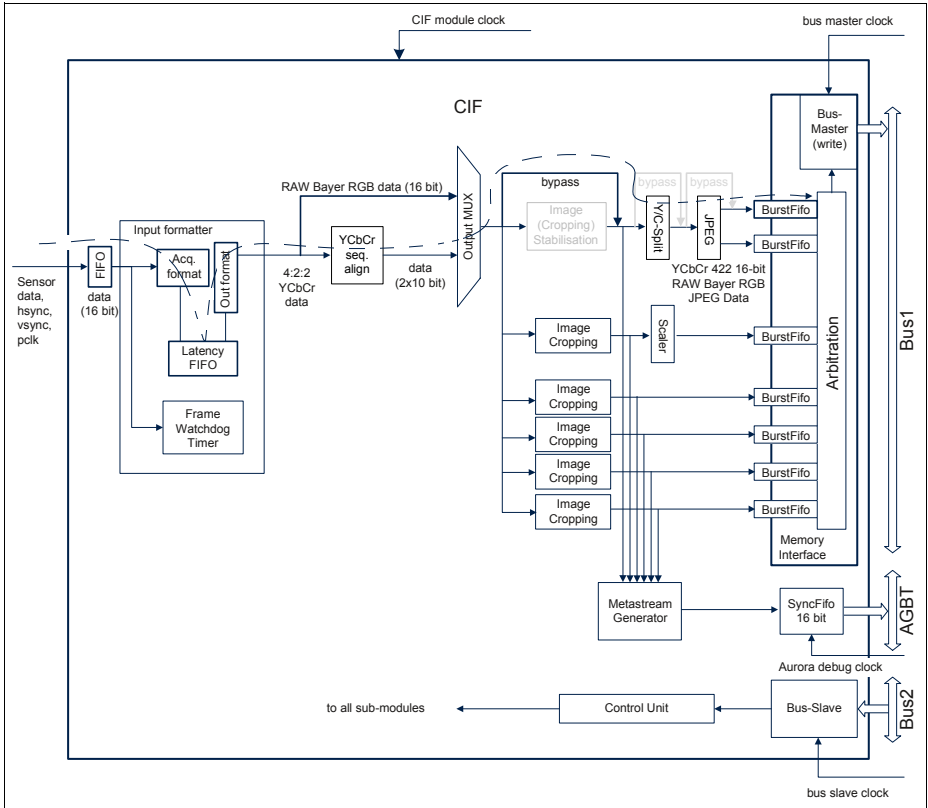 CIF module clock
bus master clock
CIF
Bus-
Master
(write)
Bus1
Output MUX
RAW Bayer RGB data (16 bit)
bypass
bypass
bypass
Image
(Cropping)
Stabilisation
Y/C-Split
JPEG
BurstFifo
BurstFifo
Input formatter
YCbCr
seq.
align
FIFO
Acq.
format
Out format
Sensor
data,
hsync,
vsync,
pclk
data
(16 bit)
4:2:2
YCbCr
data
data
(2x10 bit)
YCbCr 422 16-bit
RAW Bayer RGB
JPEG Data
Latency
FIFO
Image
Cropping
Scaler
BurstFifo
Arbitration
Frame
Watchdog
Timer
Image
Cropping
BurstFifo
Image
Cropping
BurstFifo
Image
Cropping
BurstFifo
Image
Cropping
BurstFifo
Memory
Interface
Metastream
Generator
SyncFifo
16 bit
AGBT
Aurora debug clock
to all sub-modules
Control Unit
Bus-Slave
Bus2
bus slave clock